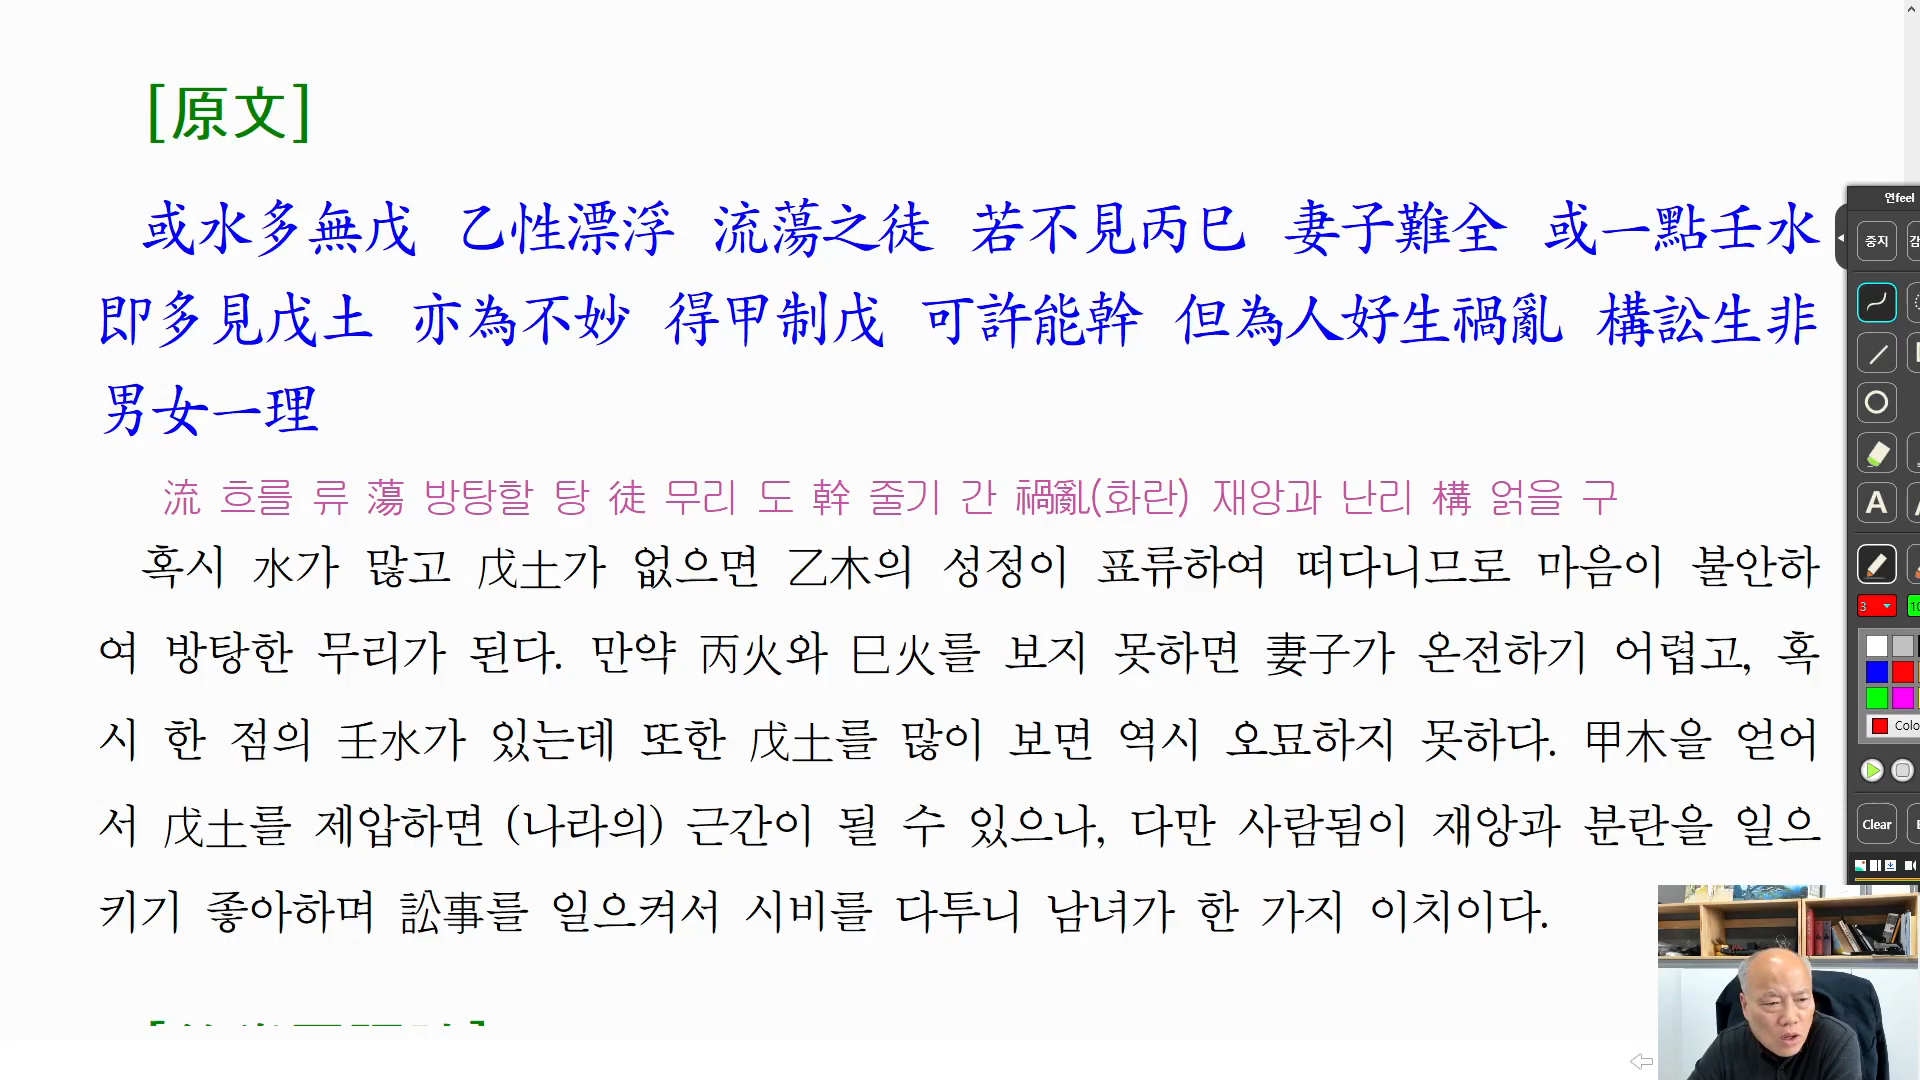 [原文]
或水多無戊 乙性漂浮 流蕩之徒 若不見丙巳 妻子難全 或一點壬水
即多見戊土 亦為不妙 得甲制戊 可許能幹 但為人好生禍亂 構訟生非
男女一理
流 흐를 류 蕩 방탕할 탕 徒 무리 도 幹 줄기 간 禍亂(화란) 재앙과 난리 構 얽을 구
혹시 水가 많고 戊土가 없으면 乙木의 성정이 표류하여 떠다니므로 마음이 불안하
여 방탕한 무리가 된다. 만약 丙火와 巳火를 보지 못하면 妻子가 온전하기 어렵고, 혹
시 한 점의 壬水가 있는데 또한 戊土를 많이 보면 역시 오묘하지 못하다. 甲木을 얻어
서 戊土를 제압하면 (나라의) 근간이 될 수 있으나, 다만 사람됨이 재앙과 분란을 일으
키기 좋아하며 訟事를 일으켜서 시비를 다투니 남녀가 한 가지 이치이다.
연feel
중지
A
3
10
Colo
Clear